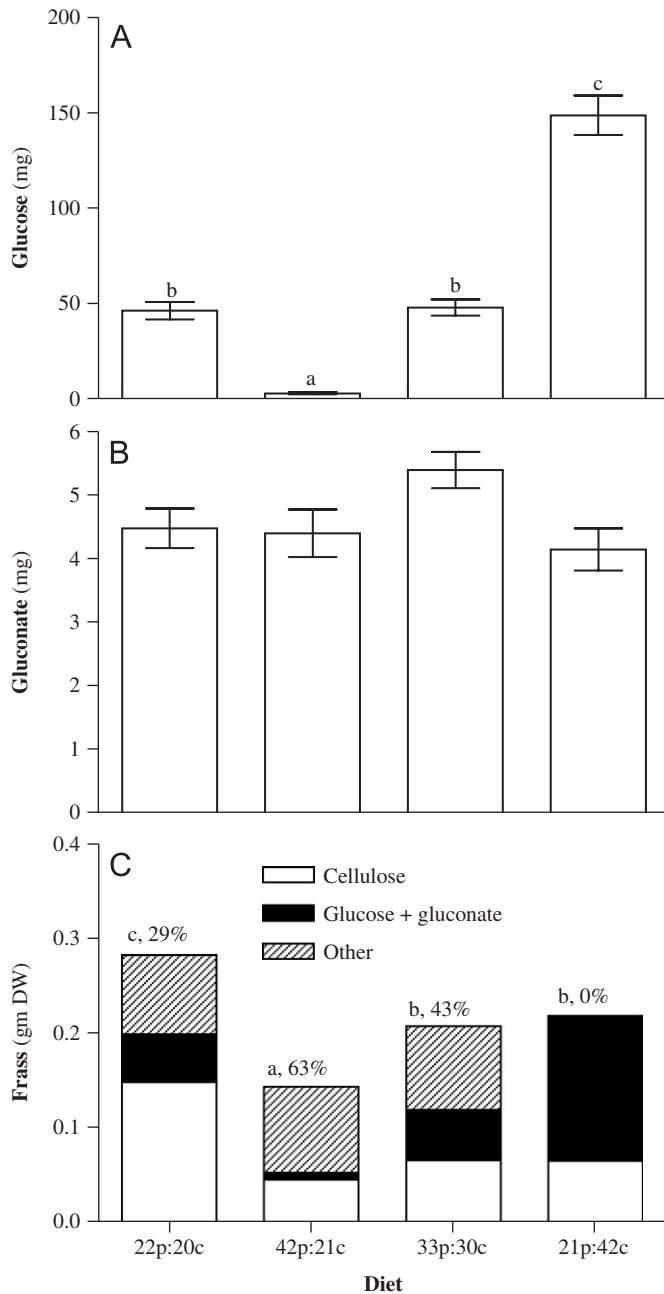 A
200
150
100
50
0
Glucose (mg)
b
a
b
c
B
6
5
4
3
2
1
0
Gluconate (mg)
C
0.4
0.3
0.2
0.1
0.0
Frass (gm DW)
Cellulose
Glucose + gluconate
Other
c, 29%
a, 63%
b, 43%
b, 0%
22p:20c 42p:21c 33p:30c 21p:42c
Diet